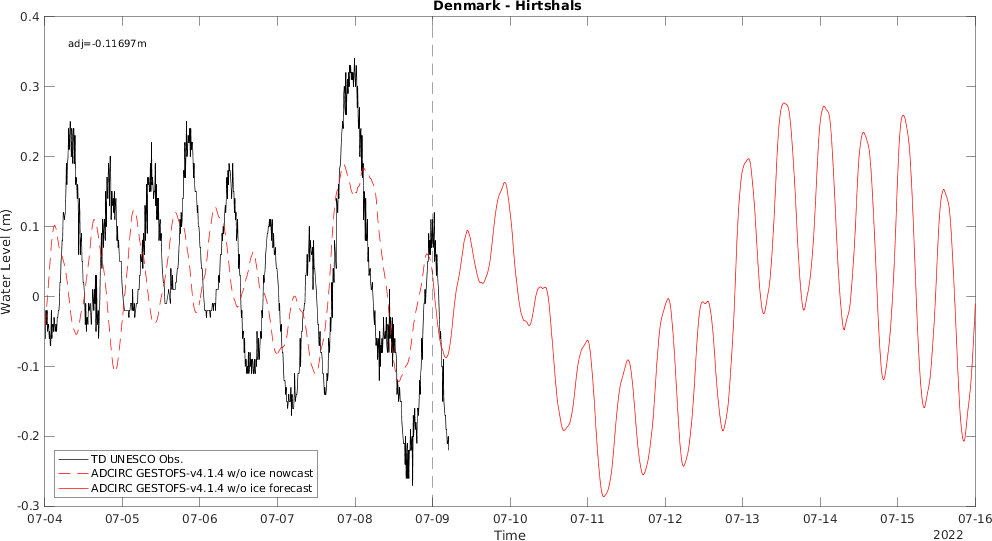 Denmark - Hirtshals
adj=-0.11697m
0.4
0.3
0.2
0.1
0
-0.1
-0.2
-0.3
Water Level (m)
TD UNESCO Obs.
ADCIRC GESTOFS-v4.1.4 w/o ice nowcast
ADCIRC GESTOFS-v4.1.4 w/o ice forecast
07-04 07-05 07-06 07-07 07-08 07-09 07-10 07-11 07-12 07-13 07-14 07-15 07-16
Time
2022